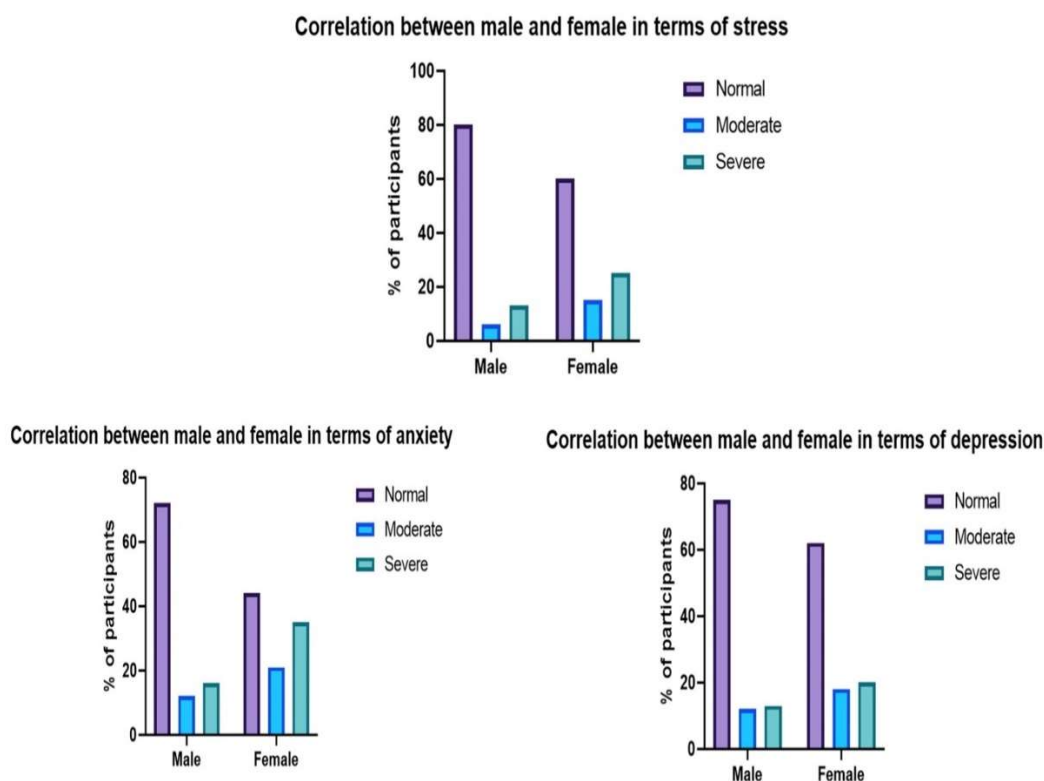 Correlation between male and female in terms of stress
100
80
60
40
20
0
% of participants
Male Female
Normal
Moderate
Severe
Correlation between male and female in terms of anxiety
80
60
40
20
0
% of participants
Male Female
Normal
Moderate
Severe
Correlation between male and female in terms of depression
80
60
40
20
0
% of participants
Male Female
Normal
Moderate
Severe